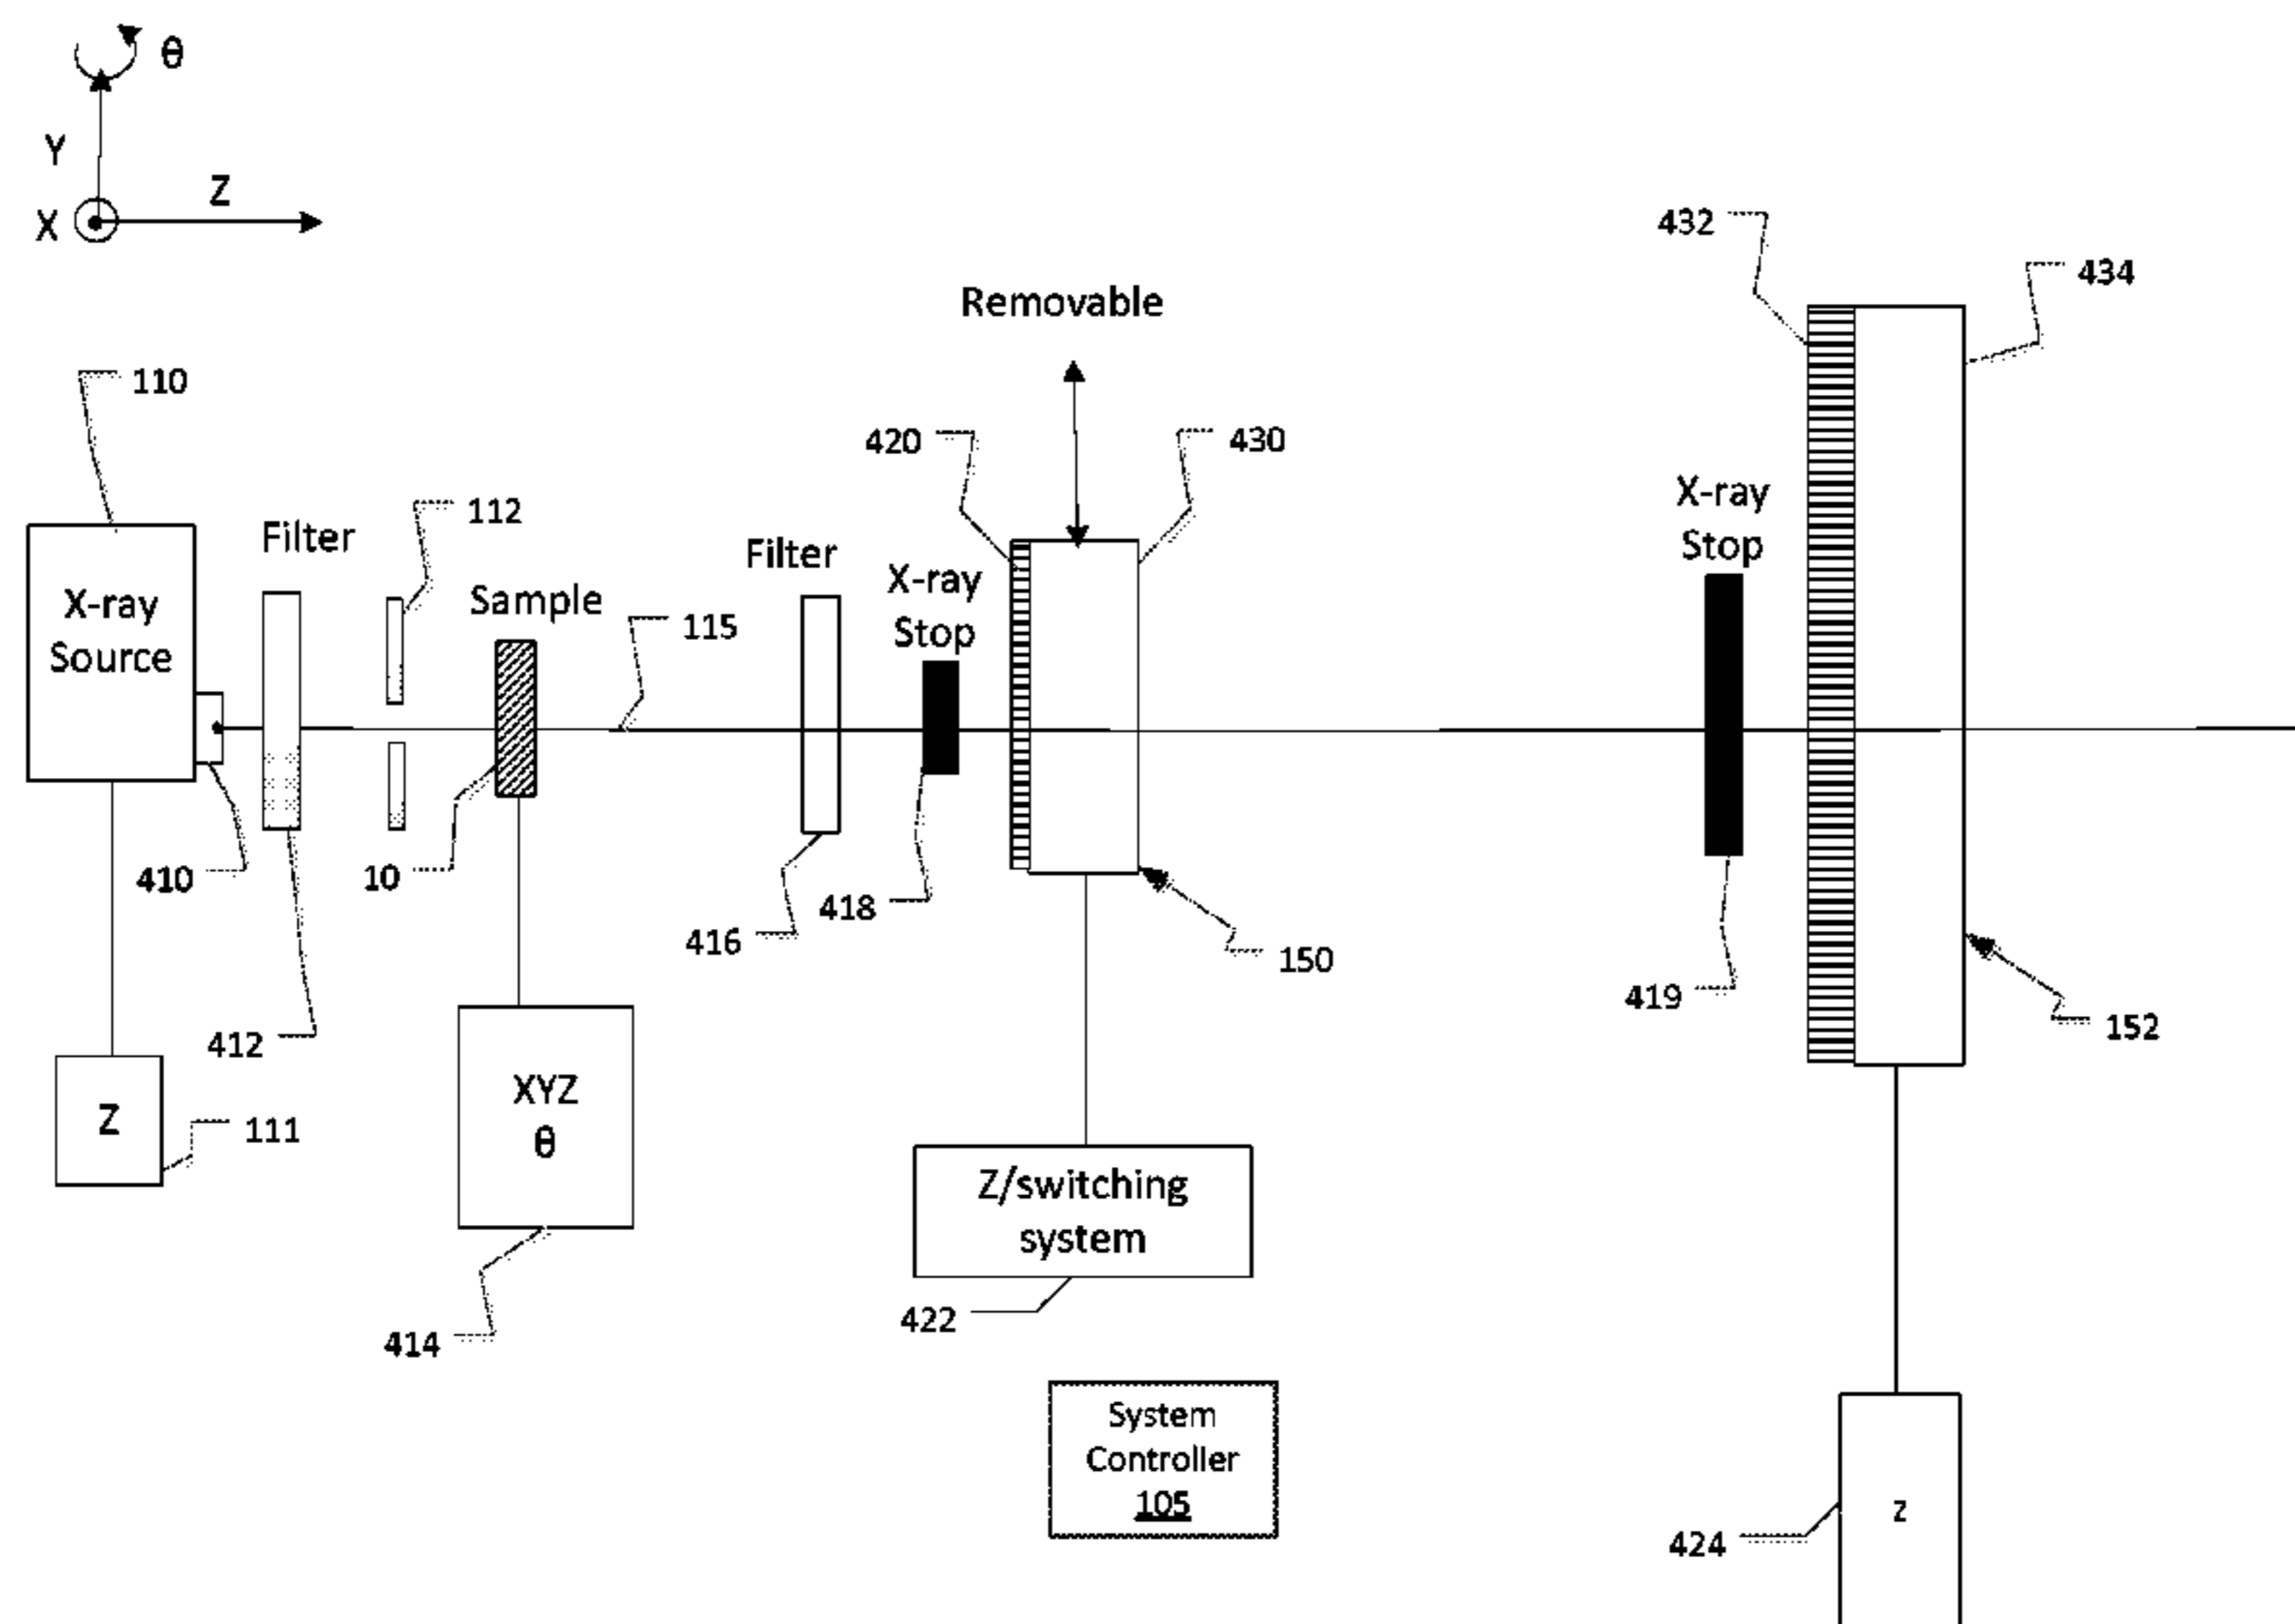 θ
Y
Z
X
432
434
Removable
110
420
430
112
Filter
X-ray
Stop
Filter
X-ray
Source
Sample
X-ray
Stop
115
410
10
418
416
150
419
412
152
XYZ
θ
Z
111
Z/switching
system
422
414
System
Controller
105
z
424